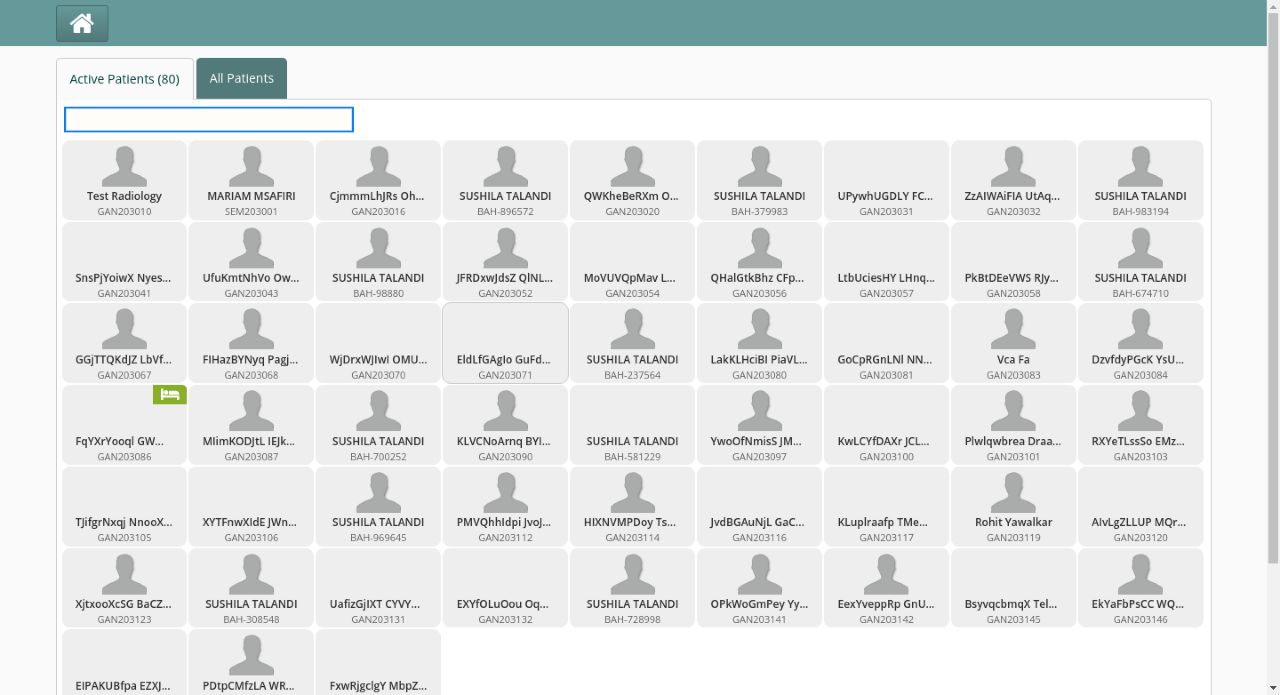 Active Patients (80)
All Patients
Test Radiology
GAN203010
MARIAM MSAFIRI
SEM203001
CjmmmLhJRs Oh...
GAN203016
SUSHILA TALANDI
BAH-896572
QWKheBeRXm O...
GAN203020
SUSHILA TALANDI
BAH-379983
UPywhUGDLY FC...
GAN203031
ZzAIWAiFIA UtAq...
GAN203032
SUSHILA TALANDI
BAH-983194
SnsPjYoiwX Nyes...
GAN203041
UfuKmtNhVo Ow...
GAN203043
SUSHILA TALANDI
BAH-98880
JFRDxwJdsZ QlNL...
GAN203052
MoVUVQpMav L...
GAN203054
QHalGtkBhz CFp...
GAN203056
LtbUciesHY LHnq...
GAN203057
PkBtDEeVWS RJy...
GAN203058
SUSHILA TALANDI
BAH-674710
GGjTTQKdJZ LbVf...
GAN203067
FIHazBYNyq Pagj...
GAN203068
WjDrxWJIwI OMU...
GAN203070
EldLfGAgIo GuFd...
GAN203071
SUSHILA TALANDI
BAH-237564
LakKLHciBI PiaVL...
GAN203080
GoCpRGnLNl NN...
GAN203081
Vca Fa
GAN203083
DzvfdyPGcK YsU...
GAN203084
FqYXrYooql GW...
GAN203086
MIimKODJtL IEJk...
GAN203087
SUSHILA TALANDI
BAH-700252
KLVCNoArnq BYI...
GAN203090
SUSHILA TALANDI
BAH-581229
YwoOfNmisS JM...
GAN203097
KwLCYfDAXr JCL...
GAN203100
Plwlqwbrea Draa...
GAN203101
RXYeTLssSo EMz...
GAN203103
TJifgrNxqj NnooX...
GAN203105
XYTFnwXIdE JWn...
GAN203106
SUSHILA TALANDI
BAH-969645
PMVQhhIdpi JvoJ...
GAN203112
HIXNVMPDoy Ts...
GAN203114
JvdBGAuNjL GaC...
GAN203116
KLuplraafp TMe...
GAN203117
Rohit Yawalkar
GAN203119
AIvLgZLLUP MQr...
GAN203120
XjtxooXcSG BaCZ...
GAN203123
SUSHILA TALANDI
BAH-308548
UafizGjIXT CYVY...
GAN203131
EXYfOLuOou Oq...
GAN203132
SUSHILA TALANDI
BAH-728998
OPkWoGmPey Yy...
GAN203141
EexYveppRp GnU...
GAN203142
BsyvqcbmqX Tel...
GAN203145
EkYaFbPsCC WQ...
GAN203146
EIPAKUBfpa EZXJ...
PDtpCMfzLA WR...
FxwRjgclgY MbpZ...